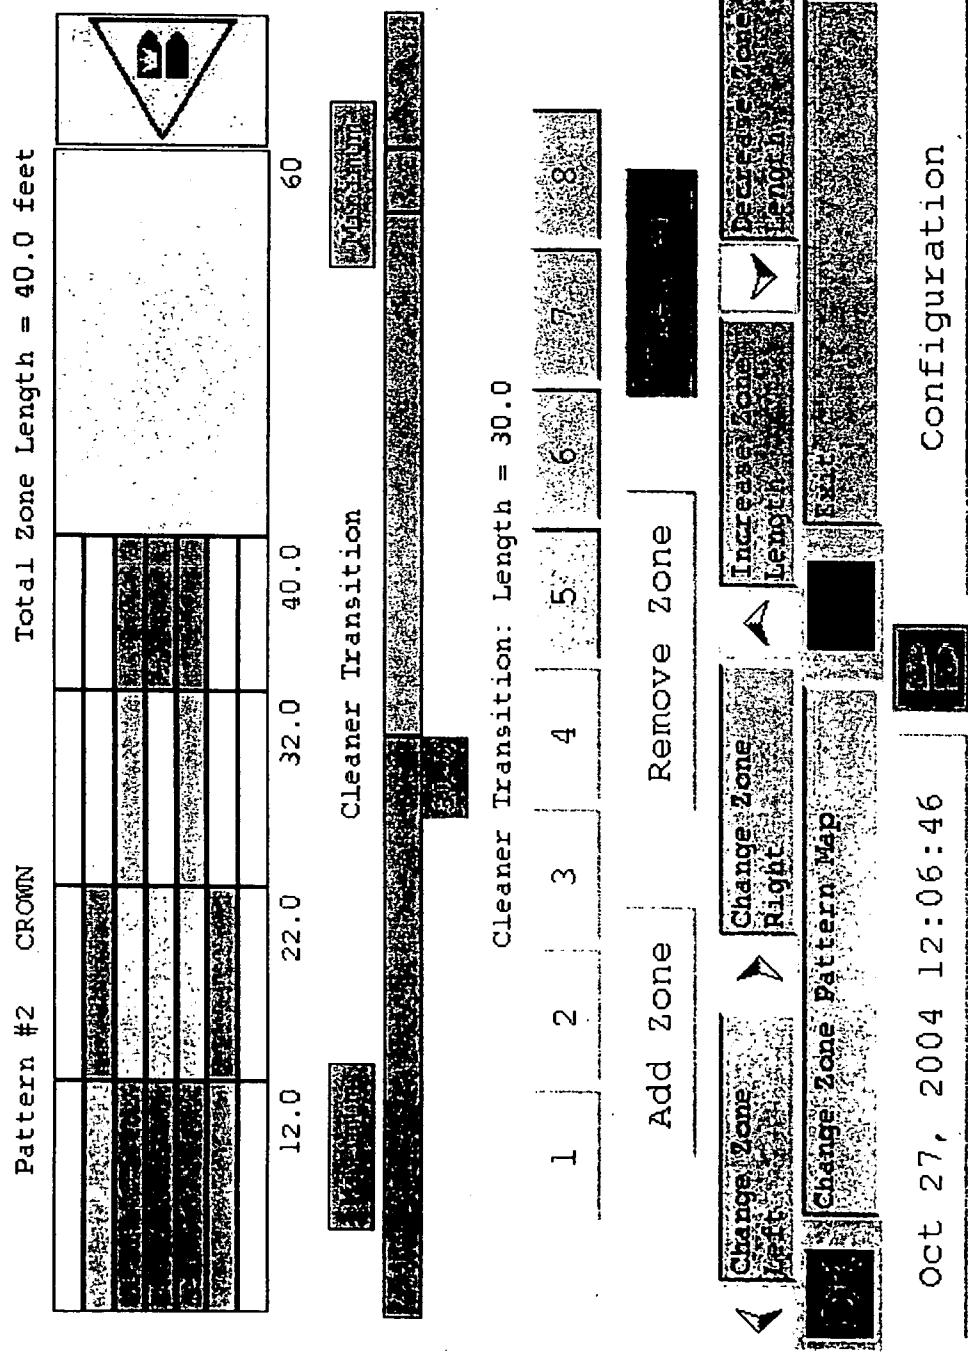 Pattern #2 CROWN Total Zone Length = 40.0 feet
W
12.0 22.0 32.0 40.0 60
Cleaner Transition
Minimum Maximum
Cleaner Transition: Length = 30.0
1 2 3 4 5 6 7 8
Add Zone Remove Zone
Change Zone
Left
Change Zone
Right
Increase Zone
Length
Decrease Zone
Length
Change Zone Pattern Map
Exit
Oct 27, 2004 12:06:46
Configuration